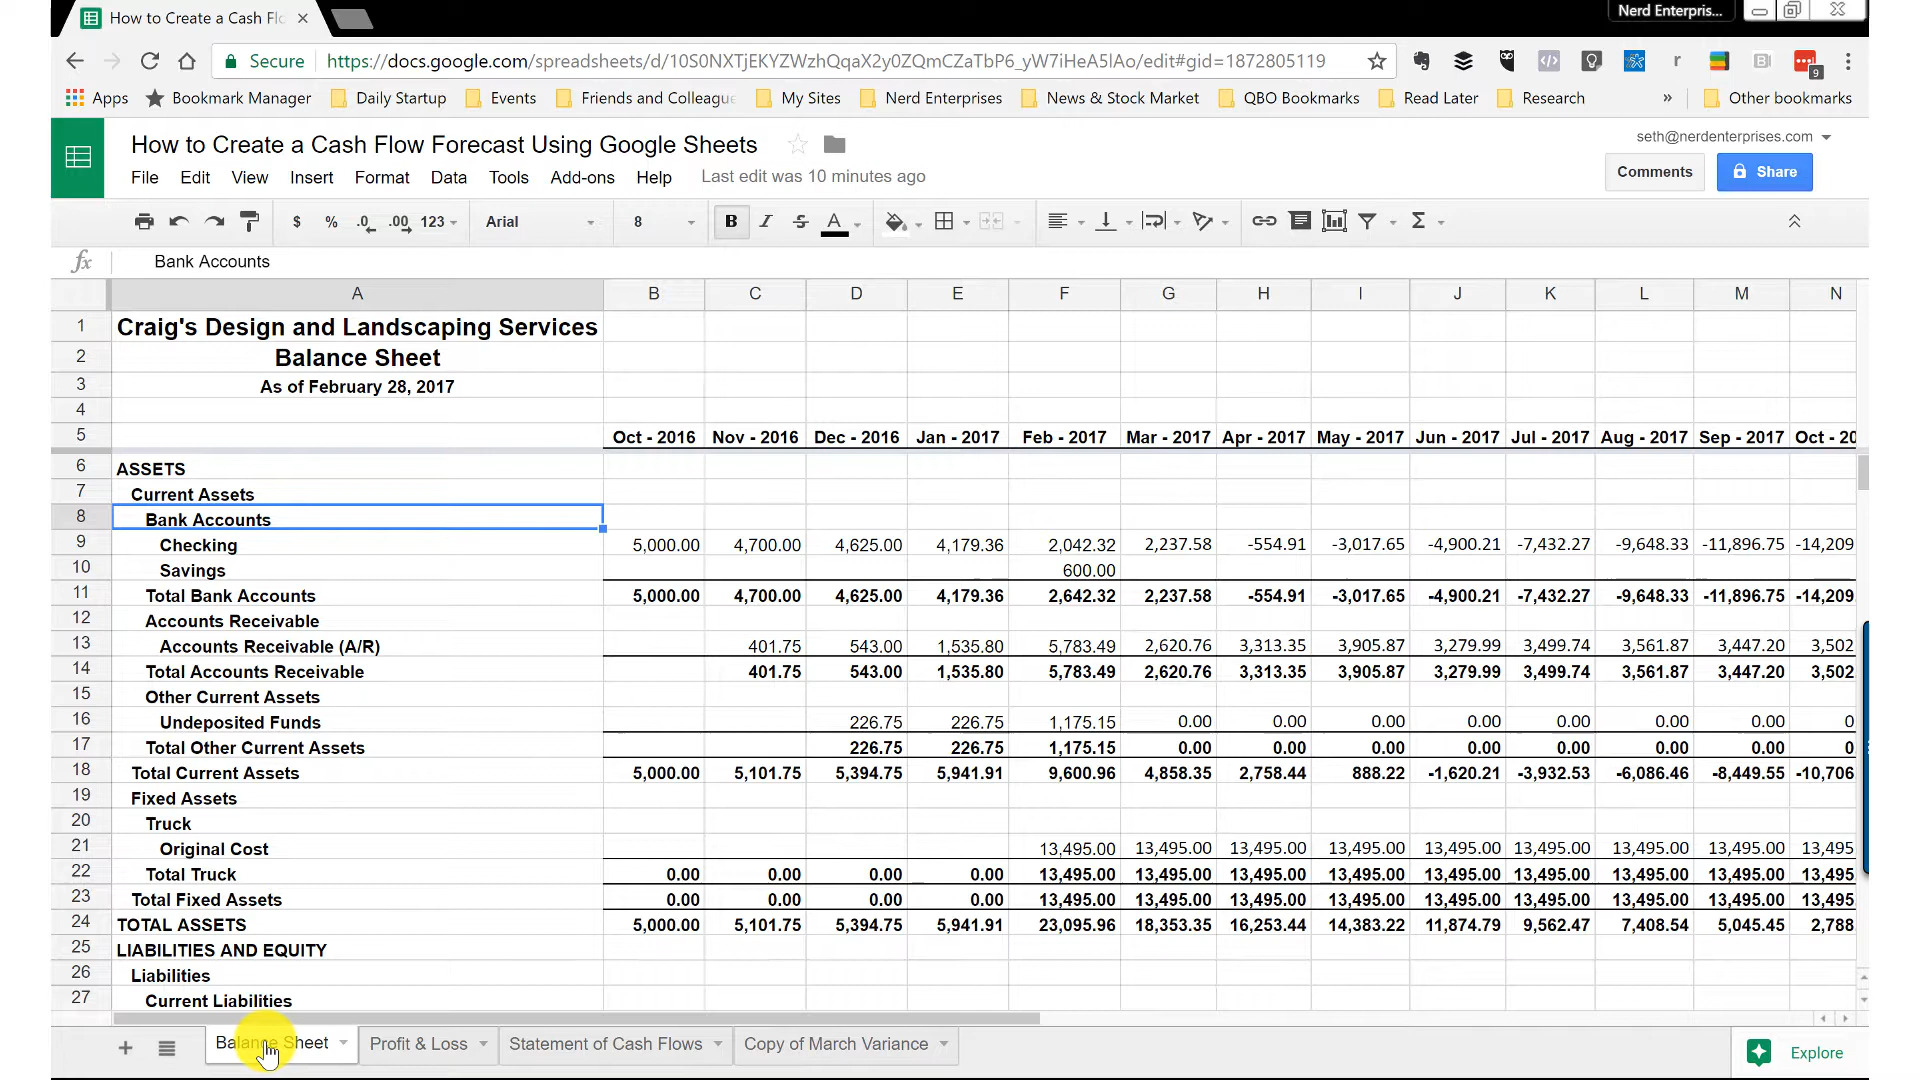 How to Create a Cash Flo
Nerd Enterpris...
Secure https://docs.google.com/spreadsheets/d/10S0NXTjEKYZWzhQqaX2y0ZQmCZaTbP6_yW7iHeA5lAo/edit#gid=1872805119
Apps Bookmark Manager Daily Startup Events Friends and Colleagu My Sites Nerd Enterprises News & Stock Market QBO Bookmarks Read Later Research » Other bookmarks
How to Create a Cash Flow Forecast Using Google Sheets
seth@nerdenterprises.com
File Edit View Insert Format Data Tools Add-ons Help Last edit was 10 minutes ago
Comments Share
$ % .0 .00 123 Arial 8 B I S A Σ
fx Bank Accounts
A B C D E F G H I J K L M N
1 Craig's Design and Landscaping Services
2 Balance Sheet
3 As of February 28, 2017
4
5 Oct - 2016 Nov - 2016 Dec - 2016 Jan - 2017 Feb - 2017 Mar - 2017 Apr - 2017 May - 2017 Jun - 2017 Jul - 2017 Aug - 2017 Sep - 2017 Oct - 20
6 ASSETS
7 Current Assets
8 Bank Accounts
9 Checking 5,000.00 4,700.00 4,625.00 4,179.36 2,042.32 2,237.58 -554.91 -3,017.65 -4,900.21 -7,432.27 -9,648.33 -11,896.75 -14,209
10 Savings 600.00
11 Total Bank Accounts 5,000.00 4,700.00 4,625.00 4,179.36 2,642.32 2,237.58 -554.91 -3,017.65 -4,900.21 -7,432.27 -9,648.33 -11,896.75 -14,209
12 Accounts Receivable
13 Accounts Receivable (A/R) 401.75 543.00 1,535.80 5,783.49 2,620.76 3,313.35 3,905.87 3,279.99 3,499.74 3,561.87 3,447.20 3,502
14 Total Accounts Receivable 401.75 543.00 1,535.80 5,783.49 2,620.76 3,313.35 3,905.87 3,279.99 3,499.74 3,561.87 3,447.20 3,502
15 Other Current Assets
16 Undeposited Funds 226.75 226.75 1,175.15 0.00 0.00 0.00 0.00 0.00 0.00 0.00 0
17 Total Other Current Assets 226.75 226.75 1,175.15 0.00 0.00 0.00 0.00 0.00 0.00 0.00 0.
18 Total Current Assets 5,000.00 5,101.75 5,394.75 5,941.91 9,600.96 4,858.35 2,758.44 888.22 -1,620.21 -3,932.53 -6,086.46 -8,449.55 -10,706
19 Fixed Assets
20 Truck
21 Original Cost 13,495.00 13,495.00 13,495.00 13,495.00 13,495.00 13,495.00 13,495.00 13,495.00 13,495
22 Total Truck 0.00 0.00 0.00 0.00 13,495.00 13,495.00 13,495.00 13,495.00 13,495.00 13,495.00 13,495.00 13,495.00 13,495
23 Total Fixed Assets 0.00 0.00 0.00 0.00 13,495.00 13,495.00 13,495.00 13,495.00 13,495.00 13,495.00 13,495.00 13,495.00 13,495
24 TOTAL ASSETS 5,000.00 5,101.75 5,394.75 5,941.91 23,095.96 18,353.35 16,253.44 14,383.22 11,874.79 9,562.47 7,408.54 5,045.45 2,788
25 LIABILITIES AND EQUITY
26 Liabilities
27 Current Liabilities
Balance Sheet Profit & Loss Statement of Cash Flows Copy of March Variance Explore